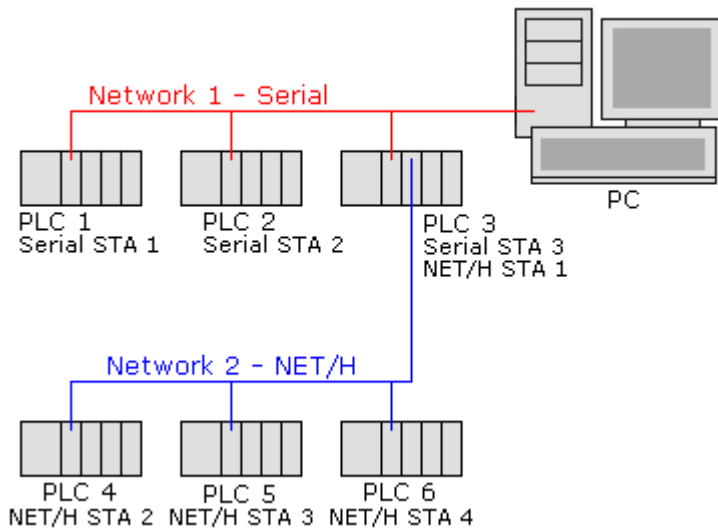 Network 1 - Serial
PC
PLC 1
Serial STA 1
PLC 2
Serial STA 2
PLC 3
Serial STA 3
NET/H STA 1
Network 2 - NET/H
PLC 4
NET/H STA 2
PLC 5
NET/H STA 3
PLC 6
NET/H STA 4